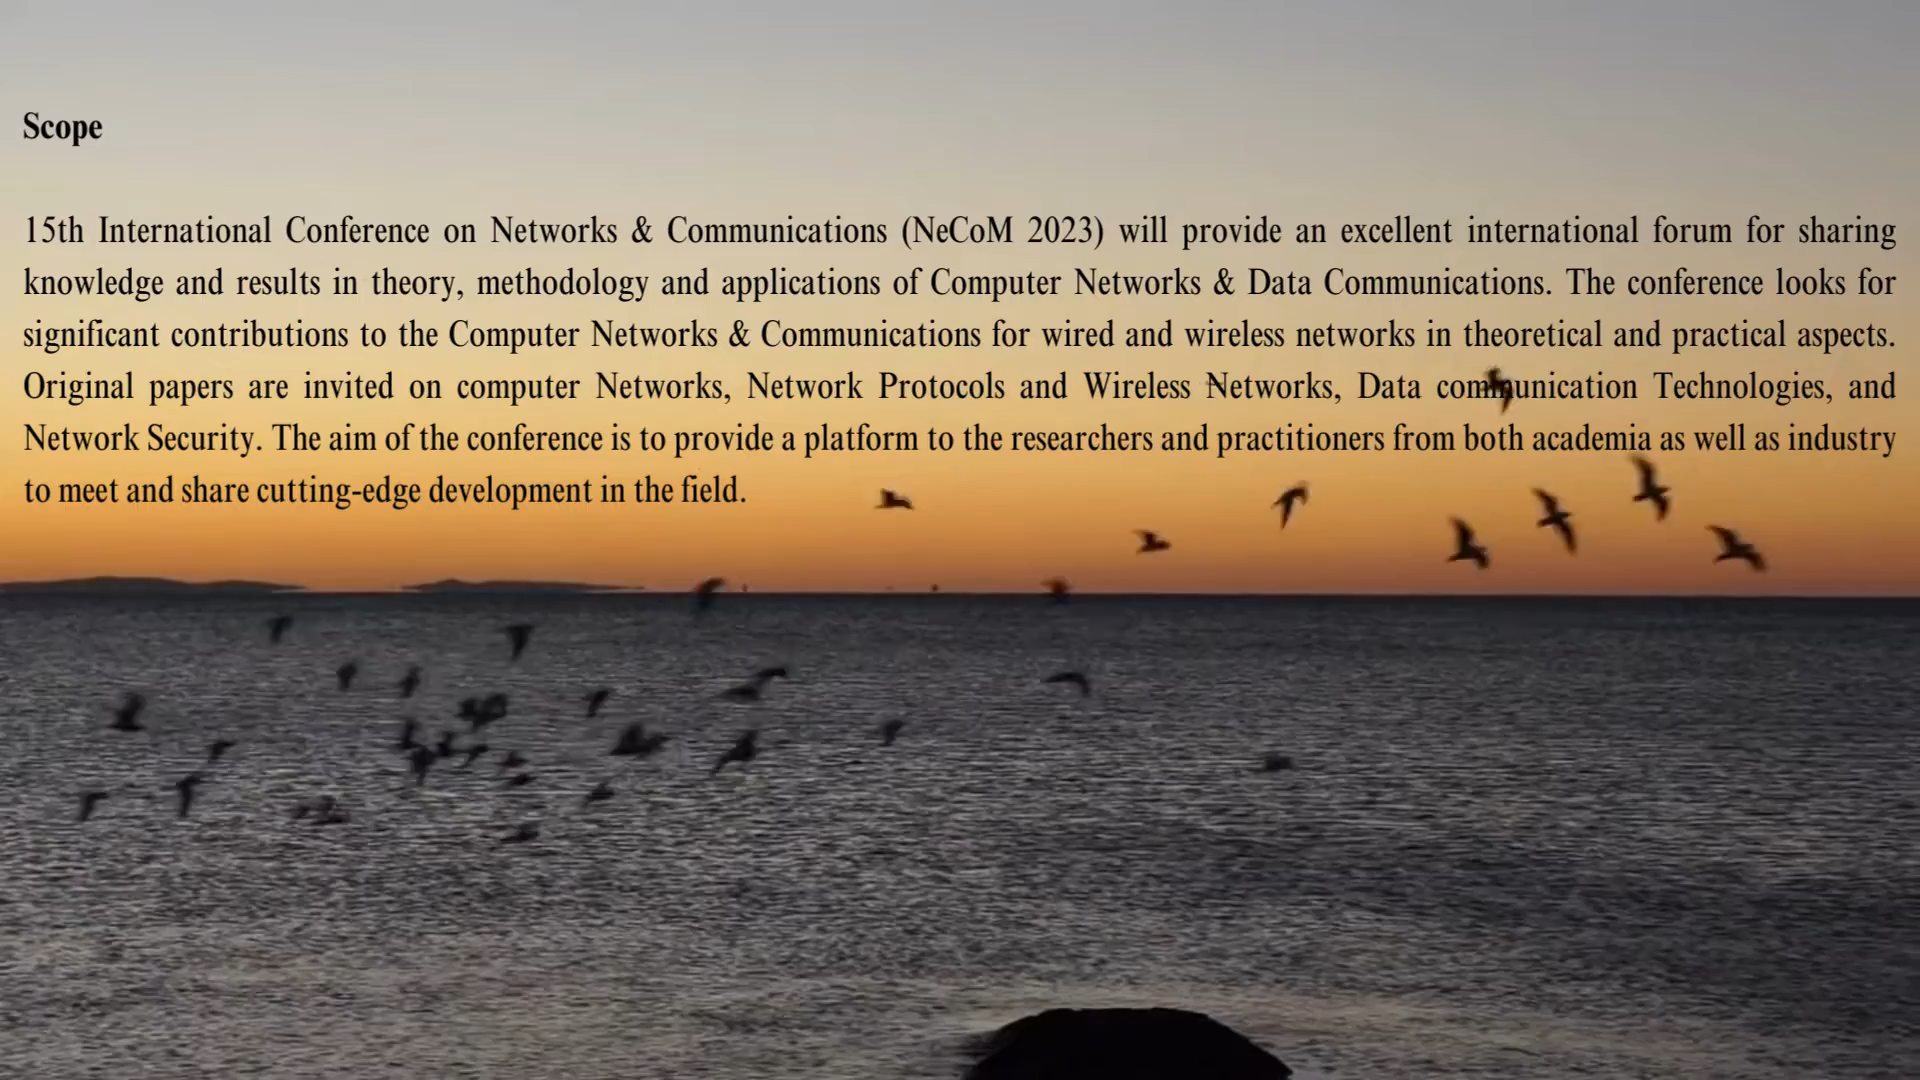 Scope
15th International Conference on Networks & Communications (NeCoM 2023) will provide an excellent international forum for sharing
knowledge and results in theory, methodology and applications of Computer Networks & Data Communications. The conference looks for
significant contributions to the Computer Networks & Communications for wired and wireless networks in theoretical and practical aspects.
Original papers are invited on computer Networks, Network Protocols and Wireless Networks, Data communication Technologies, and
Network Security. The aim of the conference is to provide a platform to the researchers and practitioners from both academia as well as industry
to meet and share cutting-edge development in the field.